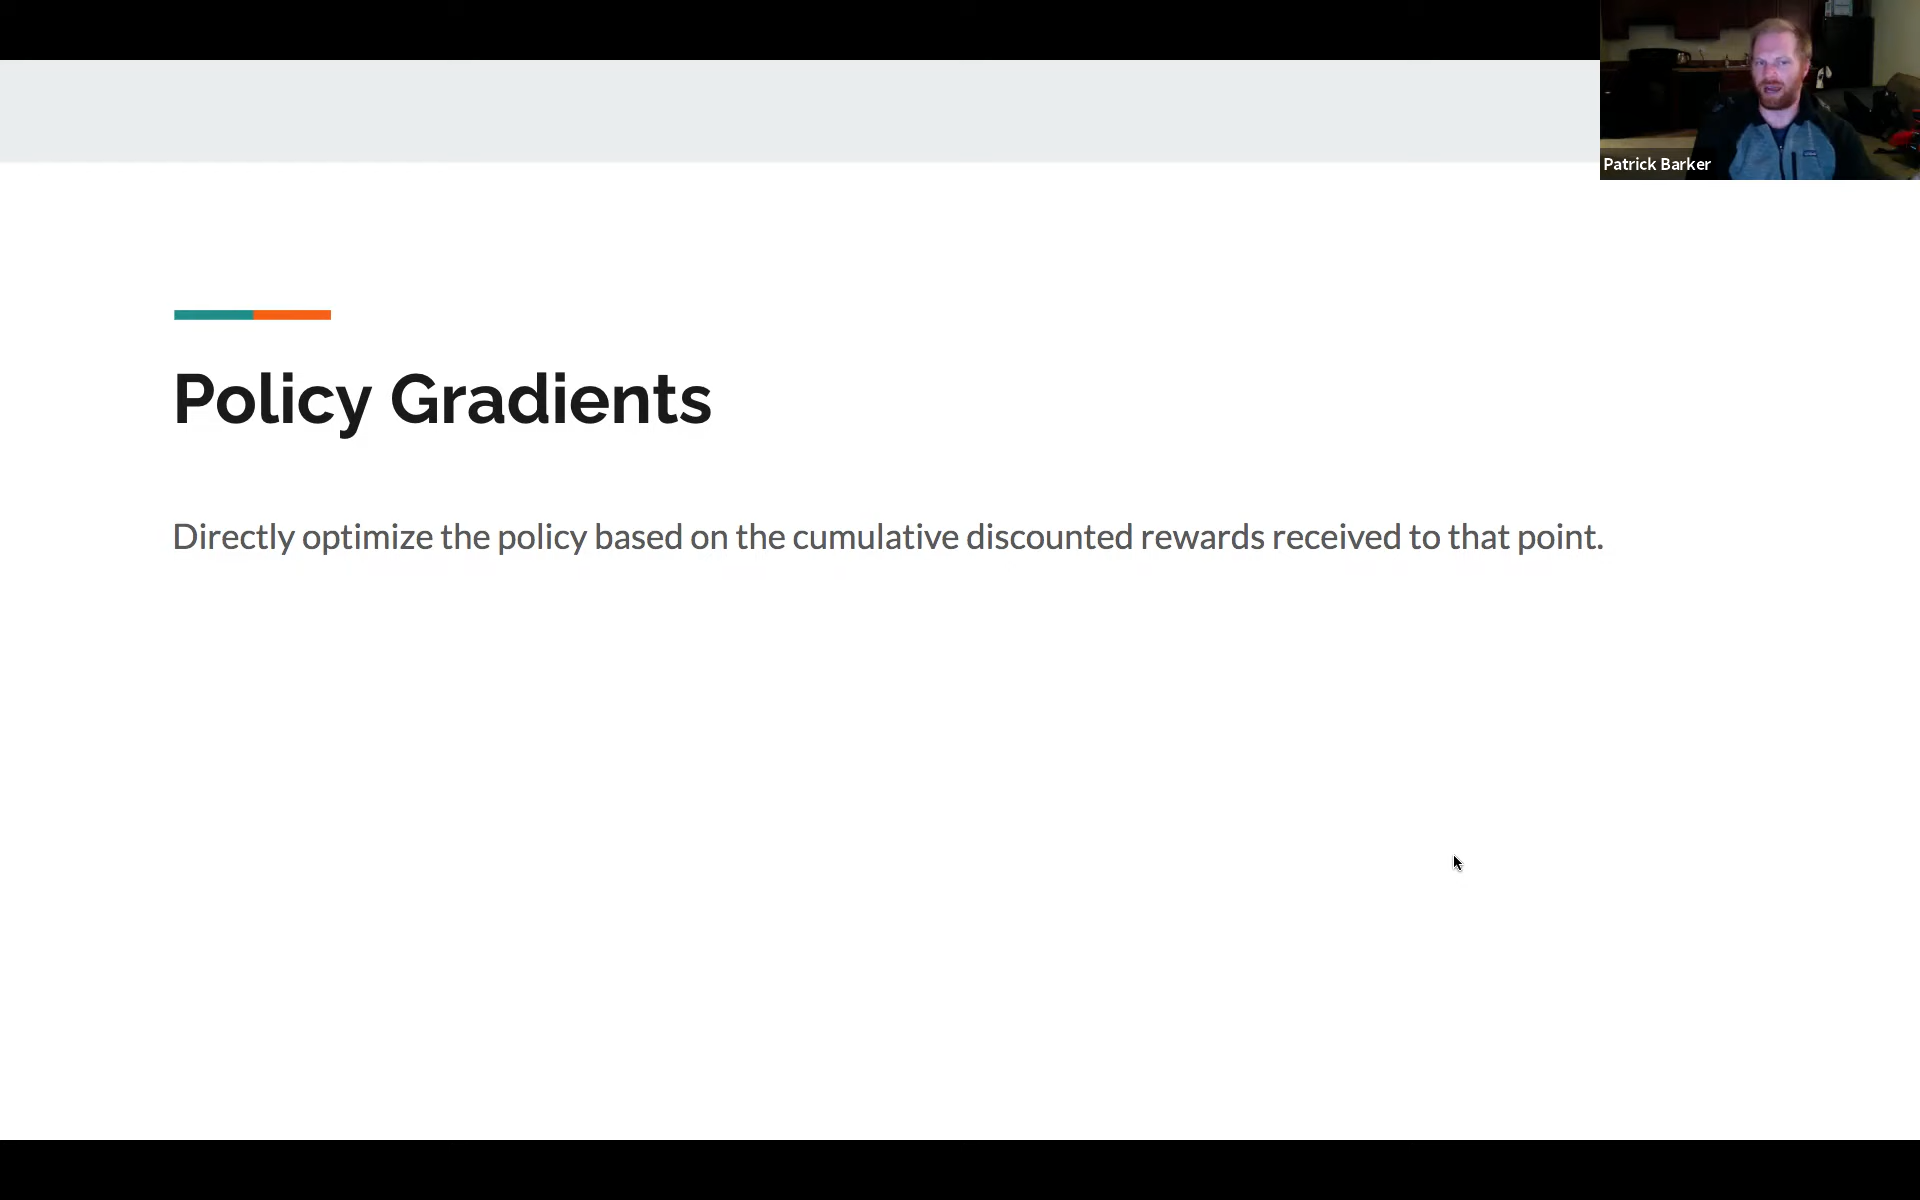 Patrick Barker
Policy Gradients
Directly optimize the policy based on the cumulative discounted rewards received to that point.